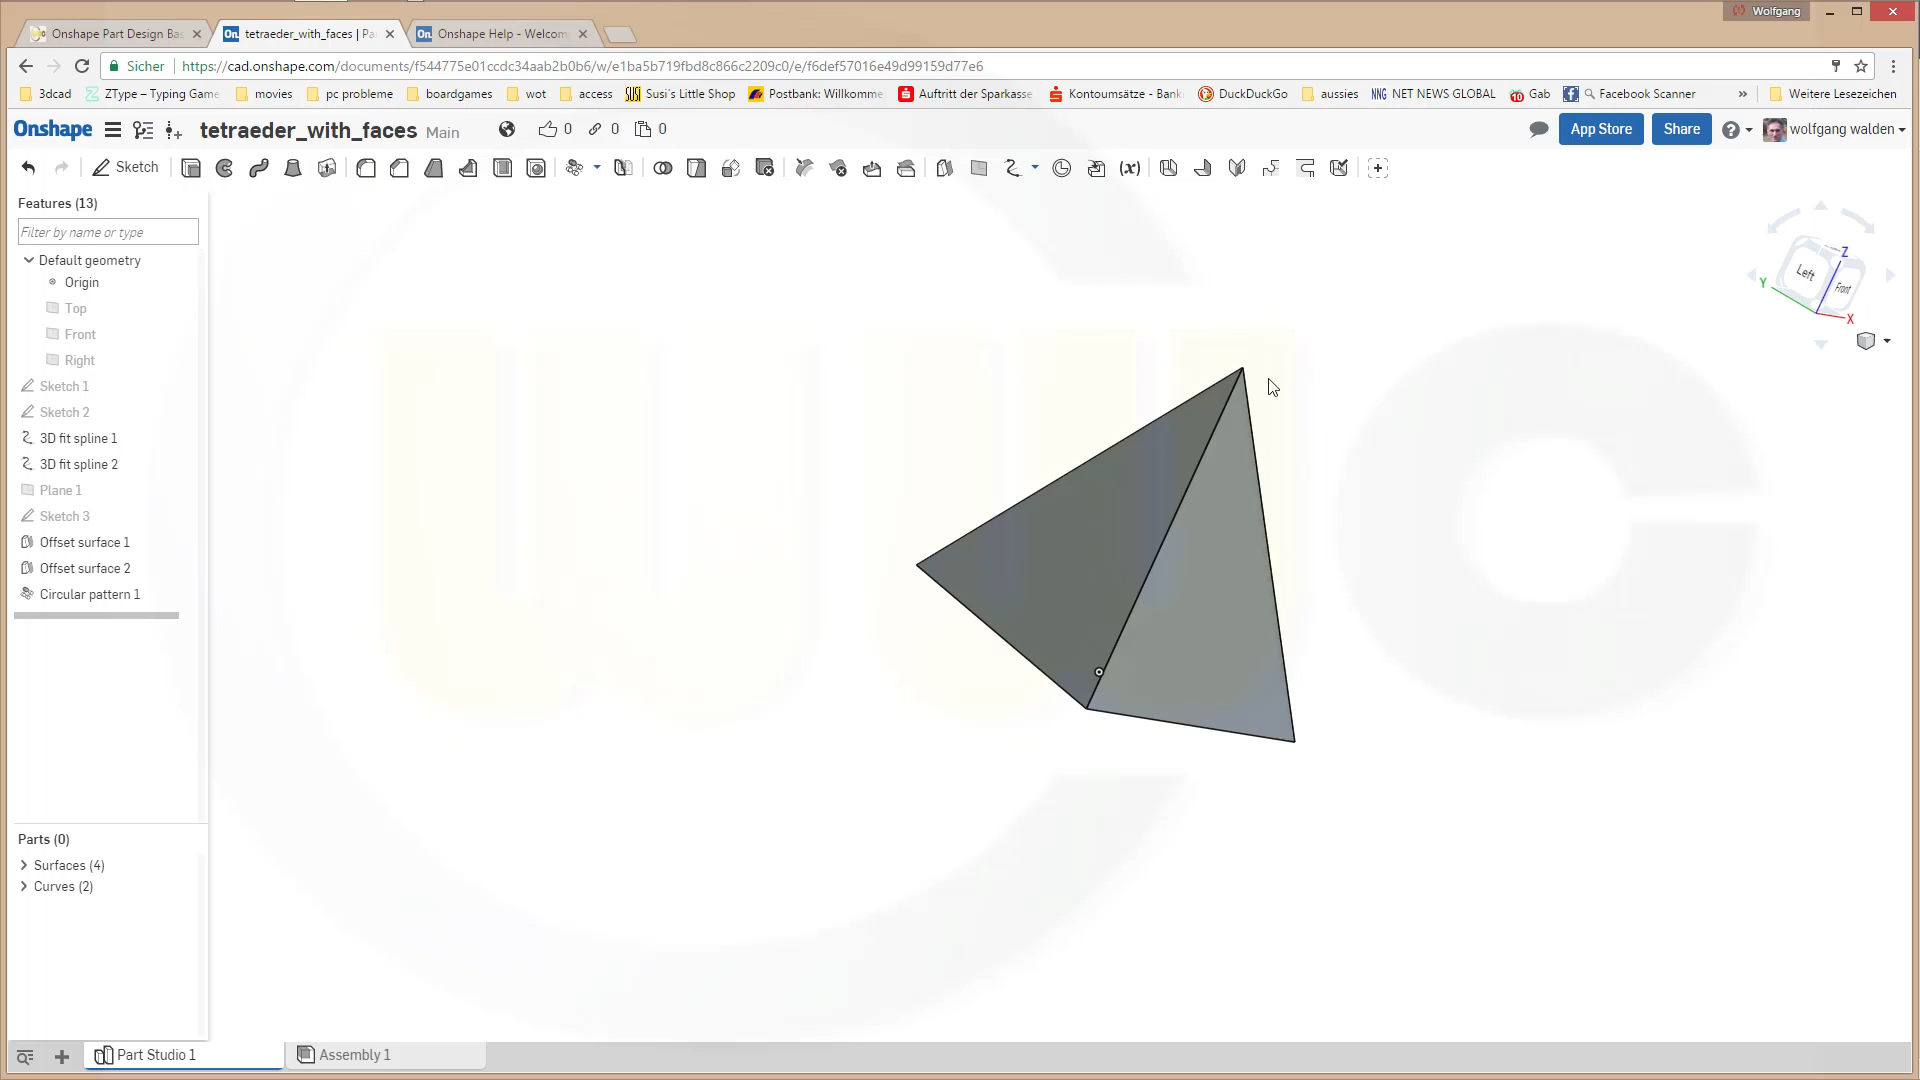 Wolfgang
Onshape Part Design Bas
tetraeder_with_faces | Pa
Onshape Help - Welcom
Sicher https://cad.onshape.com/documents/f544775e01ccdc34aab2b0b6/w/e1ba5b719fbd8c866c2209c0/e/f6def57016e49d99159d77e6
3dcad ZType – Typing Game movies pc probleme boardgames wot access SUSI Susi´s Little Shop Postbank: Willkomme Auftritt der Sparkasse Kontoumsätze - Bank DuckDuckGo aussies NNG NET NEWS GLOBAL 10 Gab Facebook Scanner » Weitere Lesezeichen
Onshape tetraeder_with_faces Main 0 0 0 App Store Share ? wolfgang walden
Sketch (x)
Features (13)
Filter by name or type
Default geometry
Origin
Top
Front
Right
Sketch 1
Sketch 2
3D fit spline 1
3D fit spline 2
Plane 1
Sketch 3
Offset surface 1
Offset surface 2
Circular pattern 1
Z
Left
Y
Front
X
wuc
Parts (0)
Surfaces (4)
Curves (2)
Part Studio 1
Assembly 1